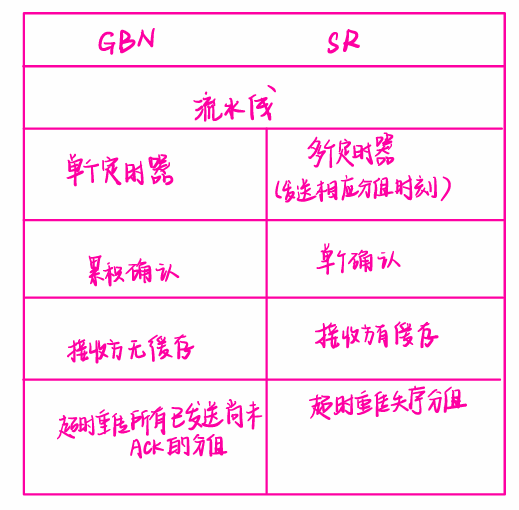 GBN SR
流水线
单个定时器 多个定时器
(发送相应分组时刻)
累积确认 单个确认
接收方无缓存 接收方有缓存
超时重传所有已发送尚未 超时重传失序分组
ACK的分组